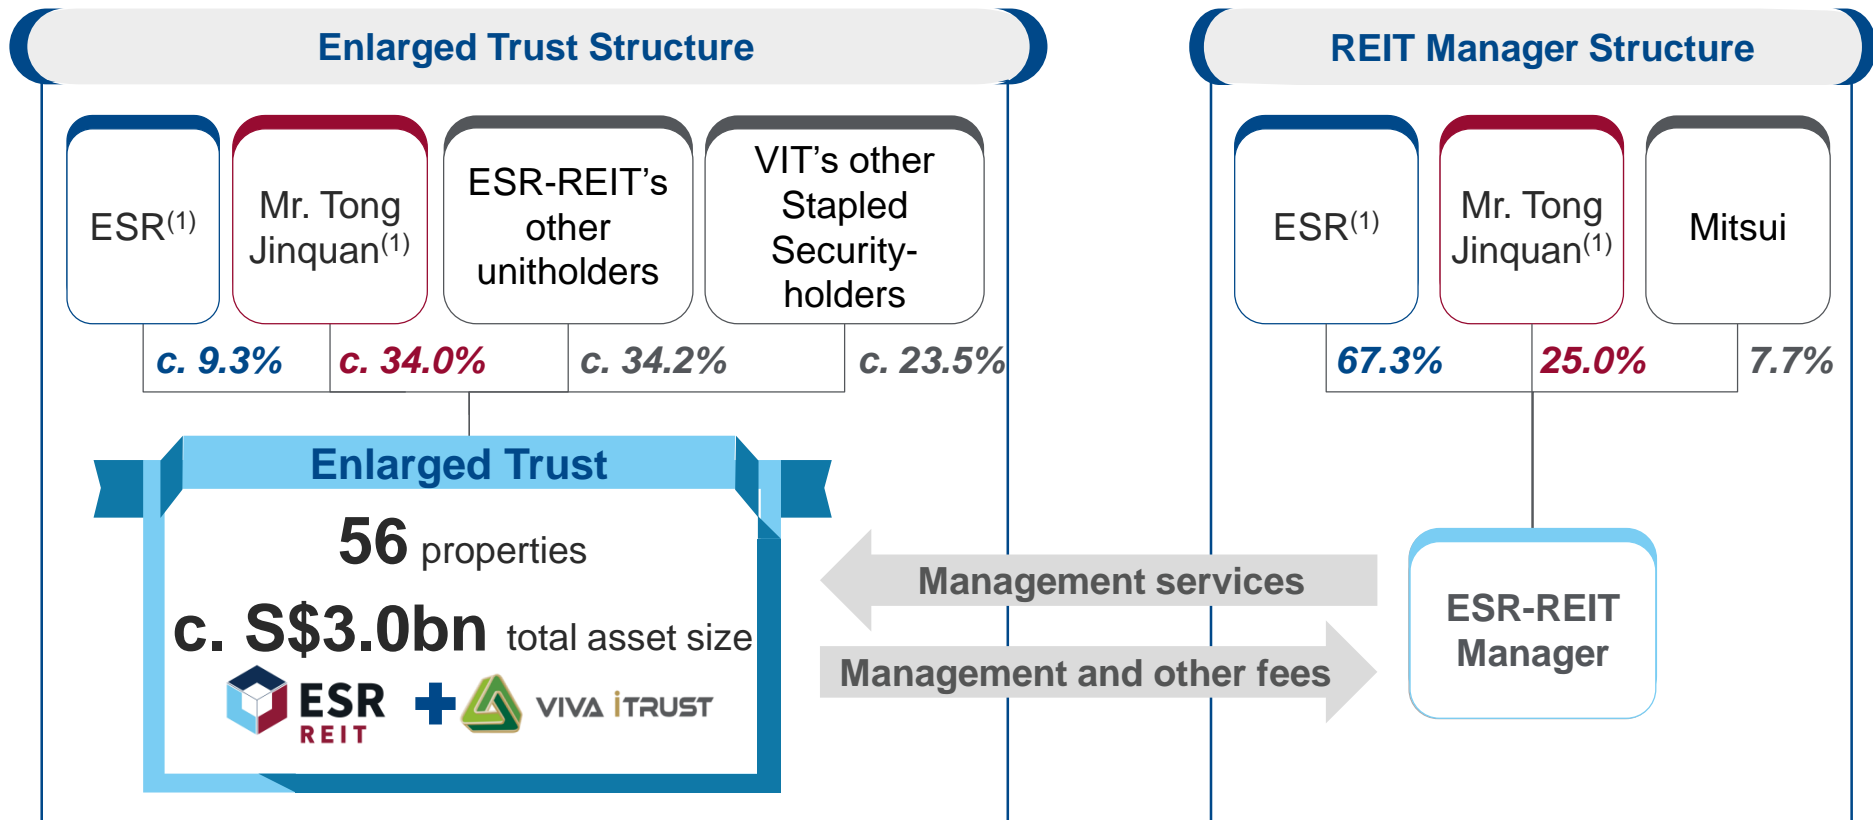 Enlarged Trust Structure
ESR(1)
Mr. Tong
Jinquan(1)
ESR-REIT’s
other
unitholders
VIT’s other
Stapled
Security-
holders
c. 9.3%
c. 34.0%
c. 34.2%
c. 23.5%
Enlarged Trust
56 properties
c. S$3.0bn total asset size
ESR
REIT
VIVA iTRUST
Management services
Management and other fees
REIT Manager Structure
ESR(1)
Mr. Tong
Jinquan(1)
Mitsui
67.3%
25.0%
7.7%
ESR-REIT
Manager